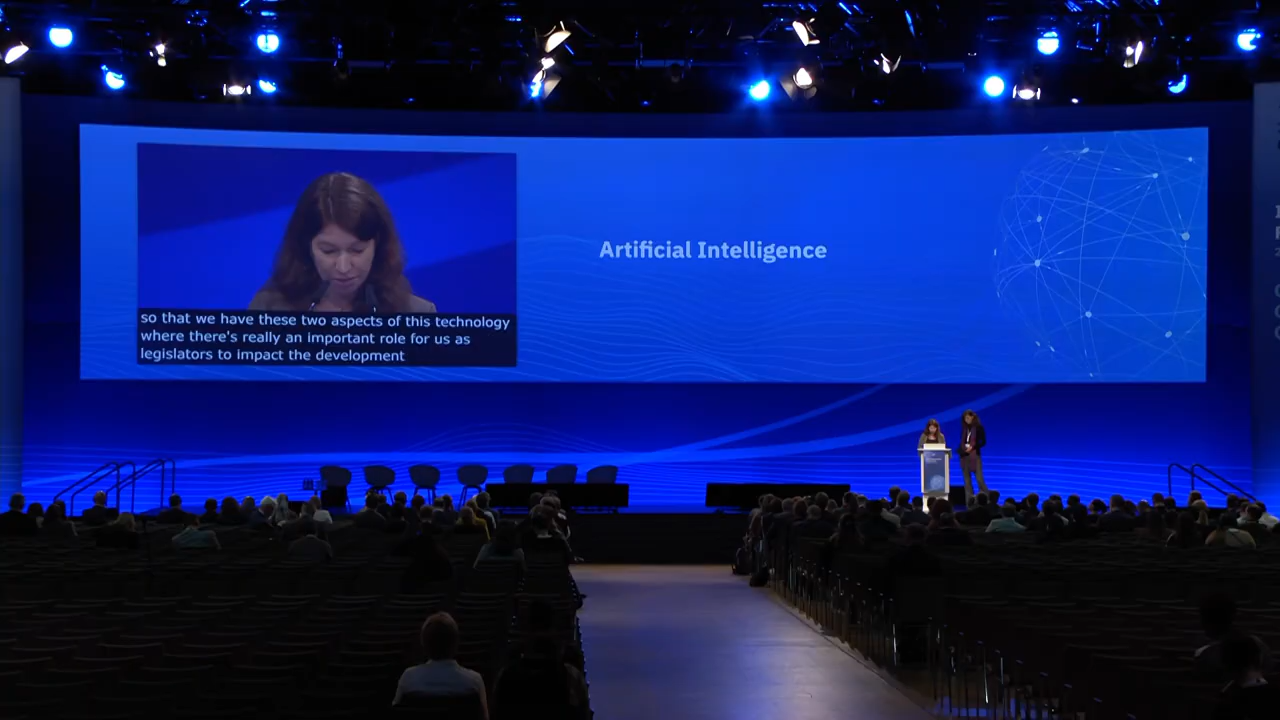 Artificial Intelligence
so that we have these two aspects of this technology
where there's really an important role for us as
legislators to impact the development